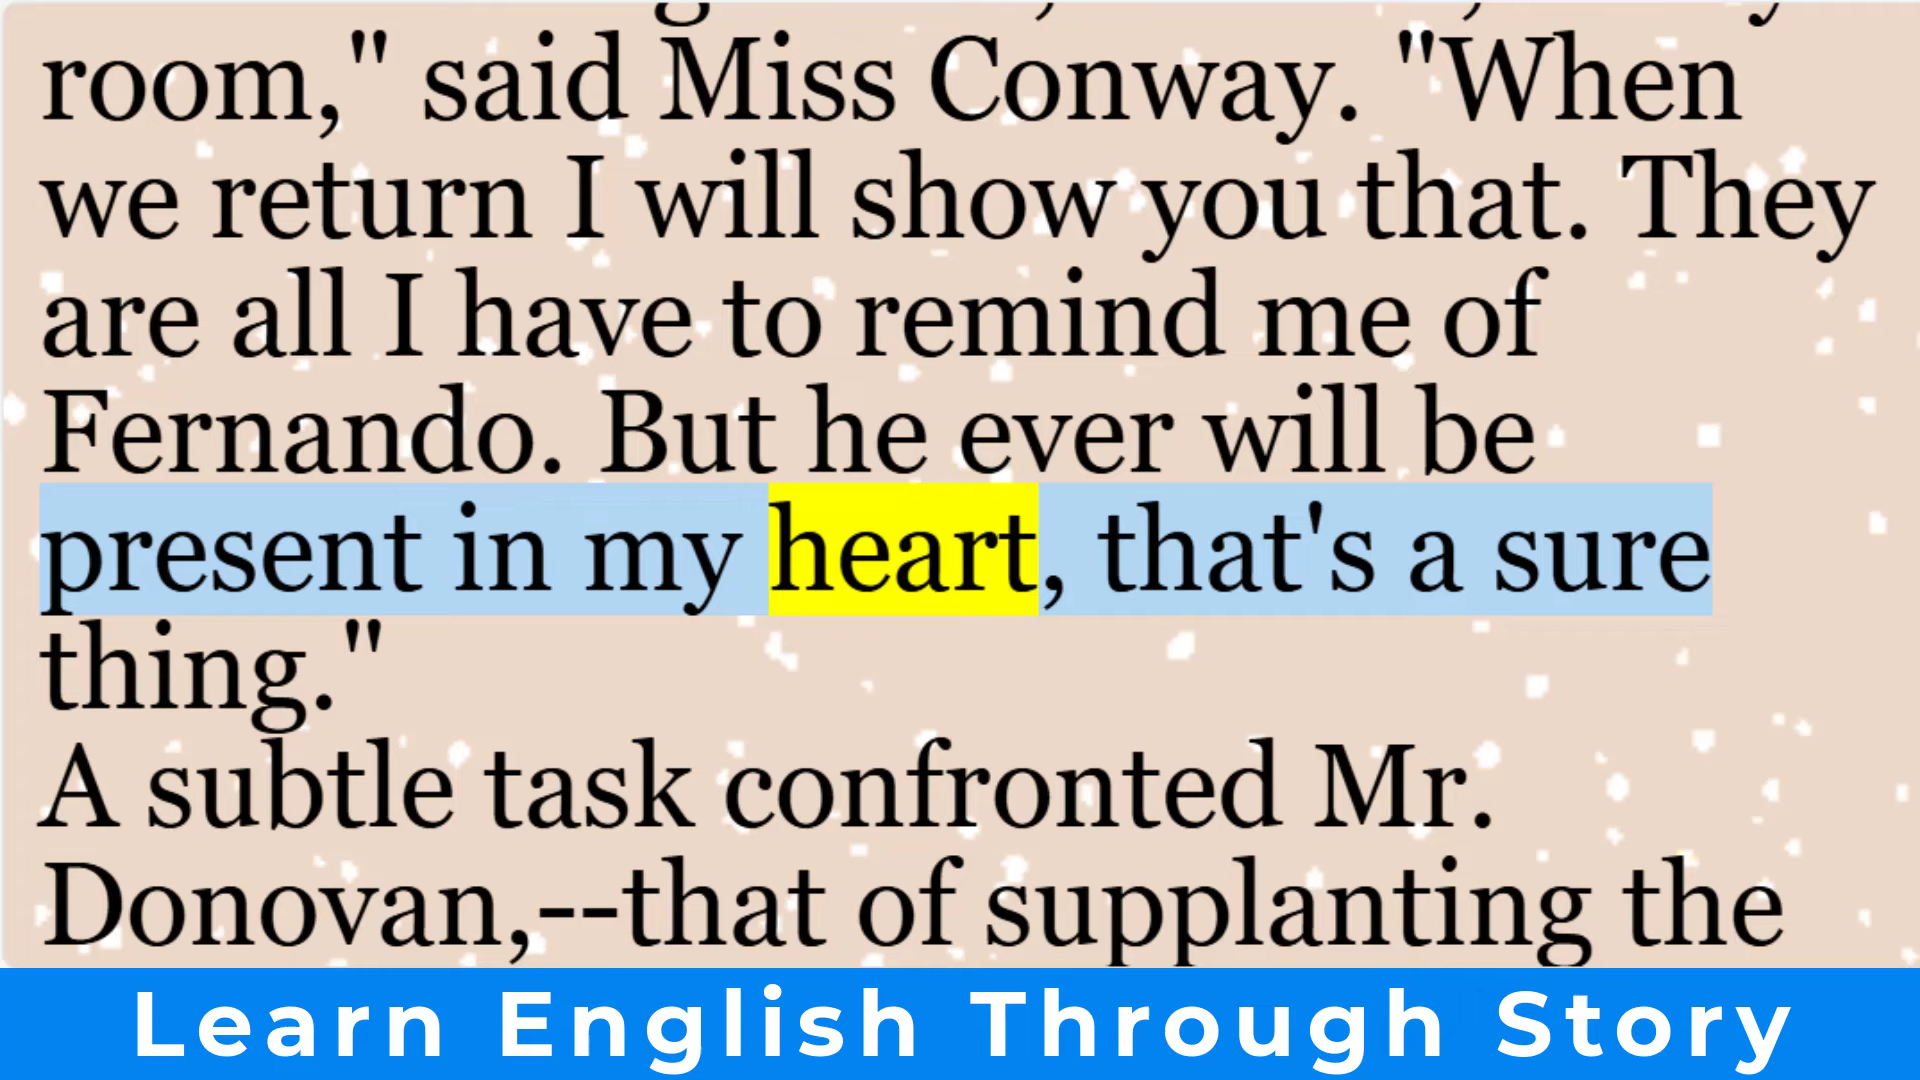 room," said Miss Conway. "When
we return I will show you that. They
are all I have to remind me of
Fernando. But he ever will be
present in my heart, that's a sure
thing."
A subtle task confronted Mr.
Donovan,--that of supplanting the
Learn English Through Story